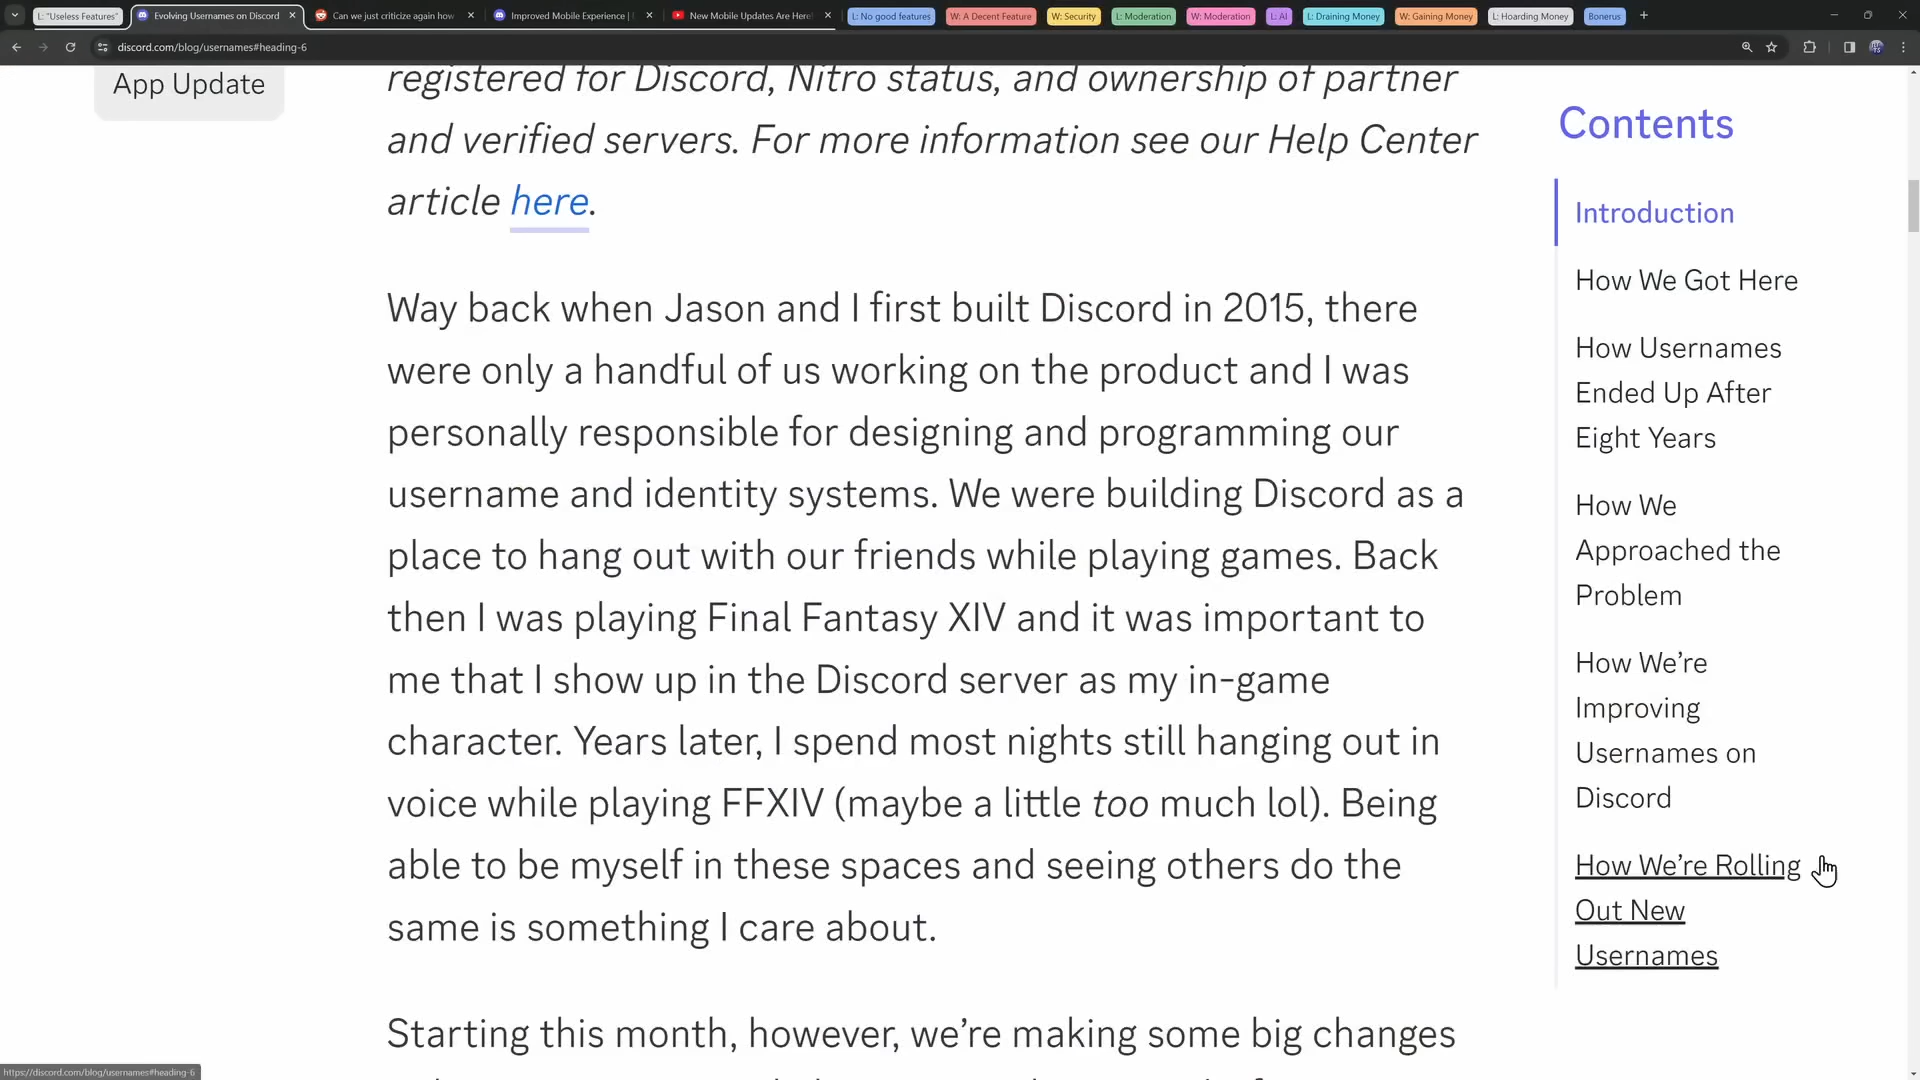 L: "Useless Features"
Evolving Usernames on Discord
Can we just criticize again how
Improved Mobile Experience |
New Mobile Updates Are Here!
L: No good features
W: A Decent Feature
W: Security
L: Moderation
W: Moderation
L: AI
L: Draining Money
W: Gaining Money
L: Hoarding Money
Bonerus
discord.com/blog/usernames#heading-6
App Update
registered for Discord, Nitro status, and ownership of partner
and verified servers. For more information see our Help Center
article here.
Way back when Jason and I first built Discord in 2015, there
were only a handful of us working on the product and I was
personally responsible for designing and programming our
username and identity systems. We were building Discord as a
place to hang out with our friends while playing games. Back
then I was playing Final Fantasy XIV and it was important to
me that I show up in the Discord server as my in-game
character. Years later, I spend most nights still hanging out in
voice while playing FFXIV (maybe a little too much lol). Being
able to be myself in these spaces and seeing others do the
same is something I care about.
Starting this month, however, we're making some big changes
Contents
Introduction
How We Got Here
How Usernames
Ended Up After
Eight Years
How We
Approached the
Problem
How We're
Improving
Usernames on
Discord
How We're Rolling
Out New
Usernames
https://discord.com/blog/usernames#heading-6